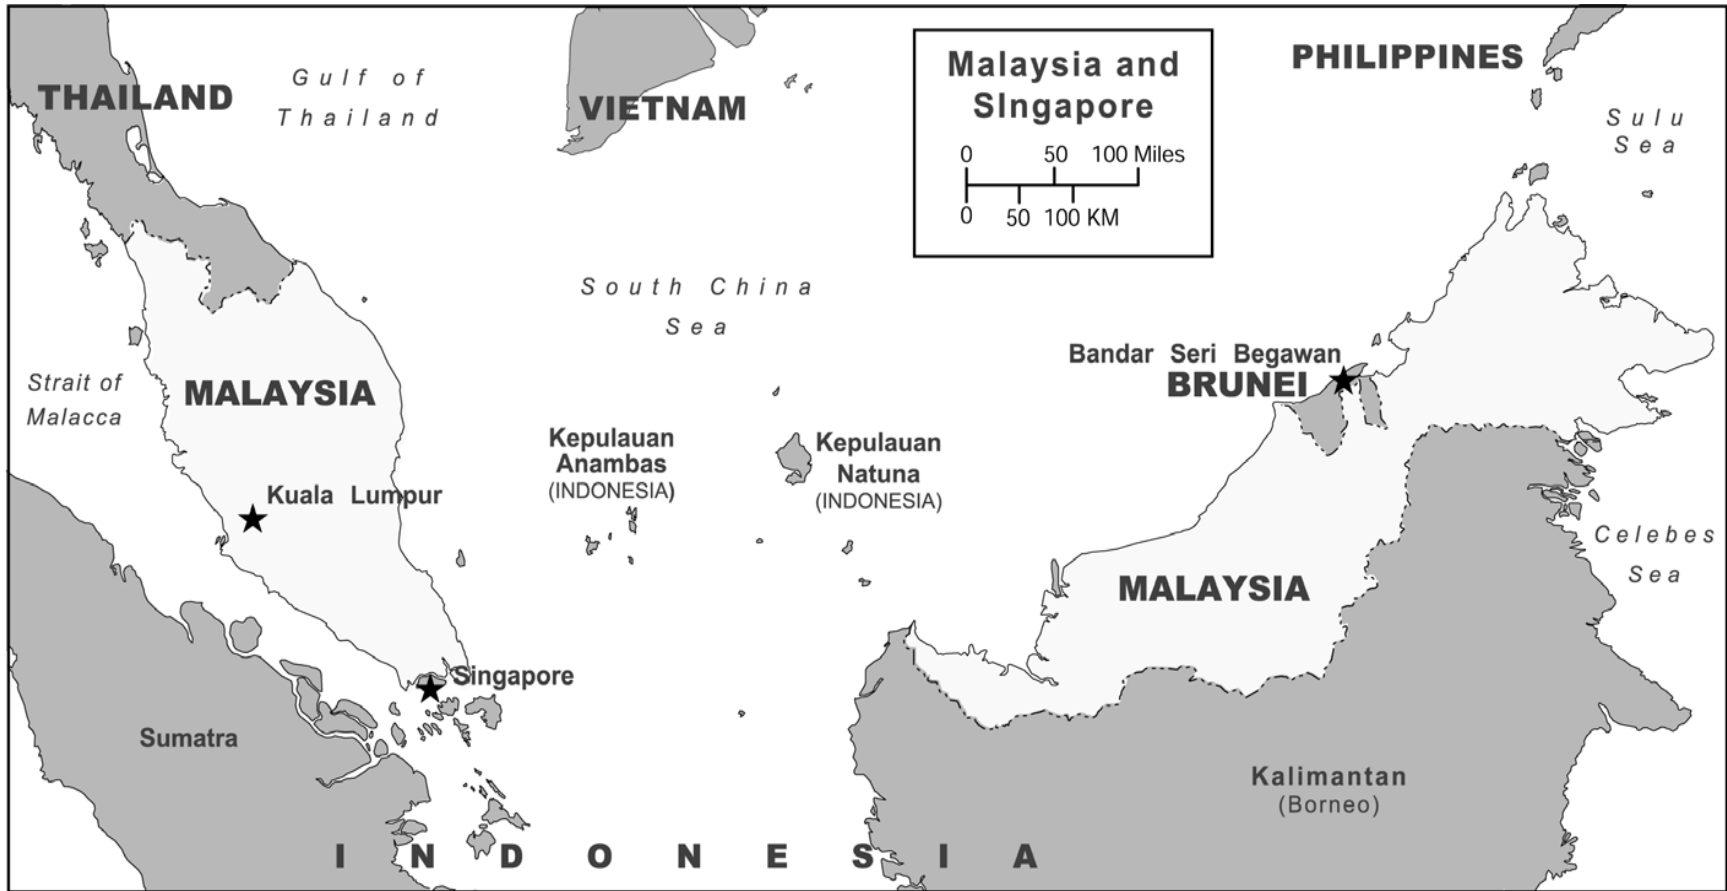 THAILAND
Gulf of
Thailand
VIETNAM
Malaysia and
SIngapore
0 50 100 Miles
0 50 100 KM
PHILIPPINES
Sulu
Sea
South China
Sea
Strait of
Malacca
MALAYSIA
Bandar Seri Begawan
BRUNEI
Kepulauan
Anambas
(INDONESIA)
Kepulauan
Natuna
(INDONESIA)
Kuala Lumpur
Celebes
Sea
MALAYSIA
Singapore
Sumatra
Kalimantan
(Borneo)
INDONESIA